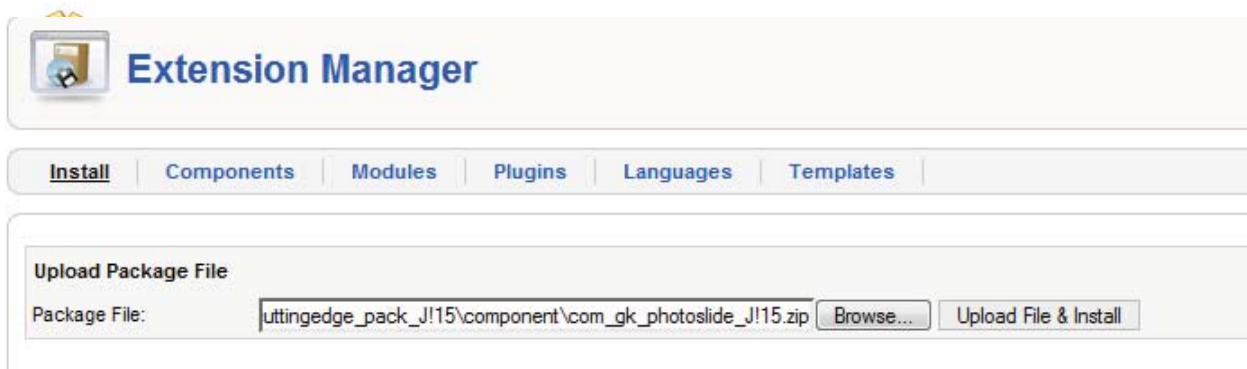 Extension Manager
Install Components Modules Plugins Languages Templates
Upload Package File
Package File: uttingedge_pack_J!15\component\com_gk_photoslide_J!15.zip Browse... Upload File & Install